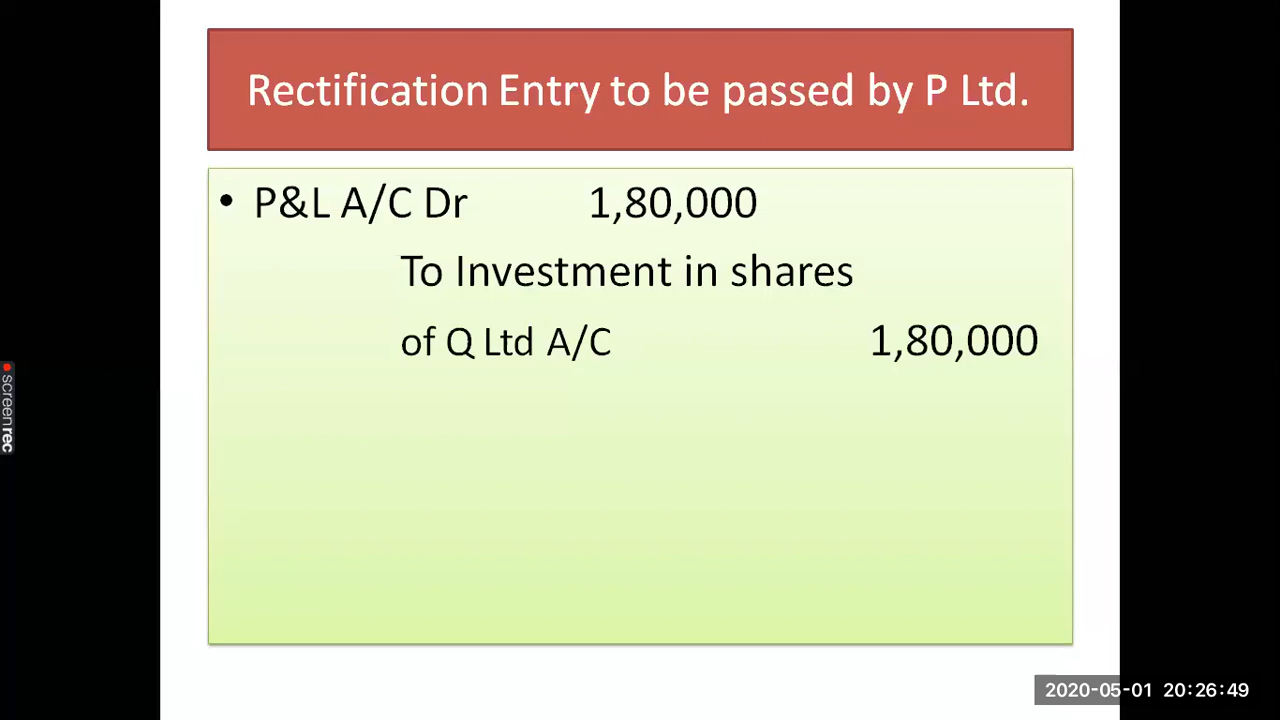 Rectification Entry to be passed by P Ltd.
• P&L A/C Dr 1,80,000
To Investment in shares
of Q Ltd A/C 1,80,000
screenrec
2020-05-01 20:26:49